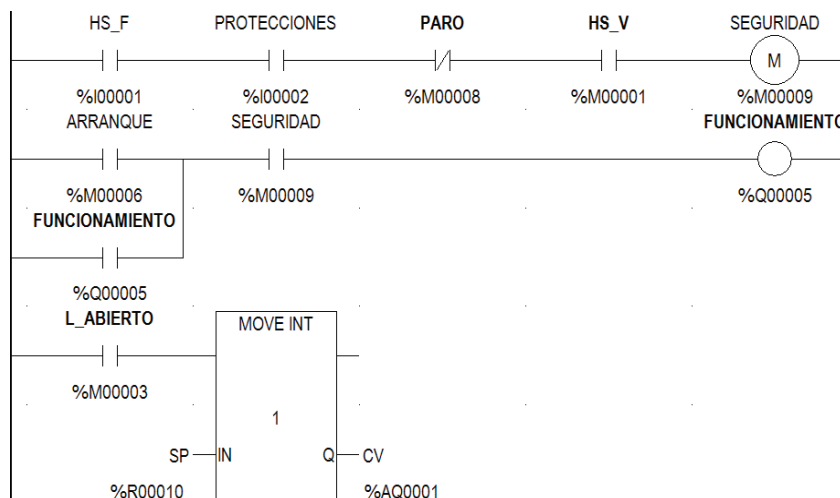 HS_F PROTECCIONES PARO HS_V SEGURIDAD
M
%I00001 %I00002 %M00008 %M00001 %M00009
ARRANQUE SEGURIDAD FUNCIONAMIENTO
%M00006 %M00009 %Q00005
FUNCIONAMIENTO
%Q00005
L_ABIERTO
MOVE INT
%M00003
1
SP IN Q CV
%R00010 %AQ0001